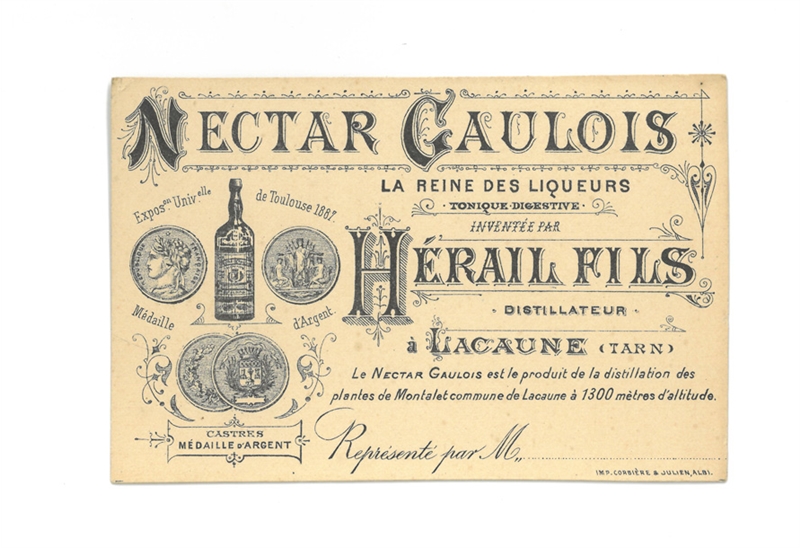 NECTAR GAULOIS
LA REINE DES LIQUEURS
· TONIQUE-DIGESTIVE ·
INVENTÉE PAR
HÉRAIL FILS
· DISTILLATEUR ·
à LACAUNE (TARN)
Le NECTAR GAULOIS est le produit de la distillation des
plantes de Montalet commune de Lacaune à 1300 mètres d'altitude.
Représenté par M,,
Expos.on Univ.elle de Toulouse 1887.
Médaille d'Argent.
CASTRES
MÉDAILLE D'ARGENT
IMP. CORBIÈRE & JULIEN, ALBI.